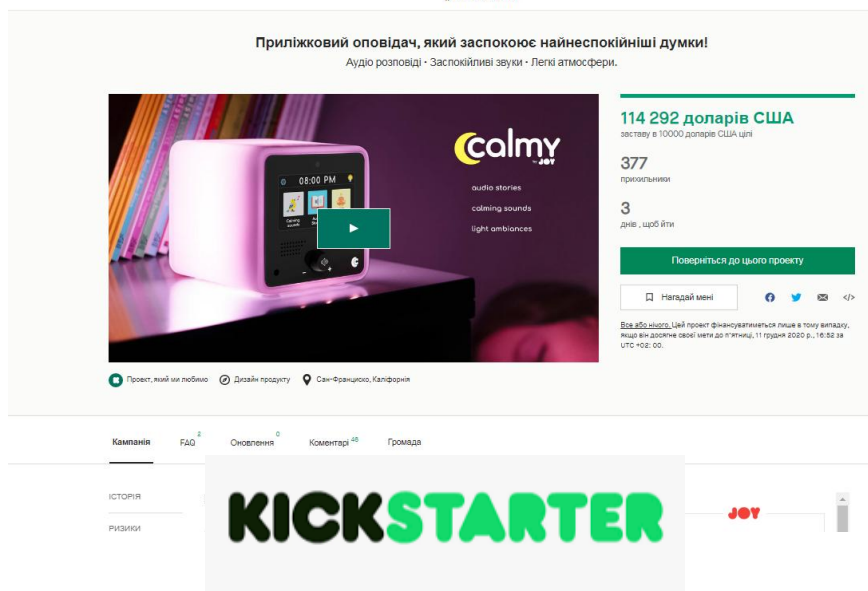 Приліжковий оповідач, який заспокоює найнеспокійніші думки!
Аудіо розповіді · Заспокійливі звуки · Легкі атмосфери.
calmy
by JOY
audio stories
calming sounds
light ambiances
08:00 PM
Calming
sounds
114 292 доларів США
заставу в 10000 доларів США цілі
377
прихильники
3
днів , щоб йти
Поверніться до цього проекту
Нагадай мені
Все або нічого. Цей проект фінансуватиметься лише в тому випадку,
якщо він досягне своєї мети до п'ятниці, 11 грудня 2020 р., 16:52 за
UTC +02: 00.
Проект, який ми любимо
Дизайн продукту
Сан-Франциско, Каліфорнія
Кампанія
FAQ 2
Оновлення 0
Коментарі 46
Громада
ІСТОРІЯ
РИЗИКИ
KICKSTARTER
JOY